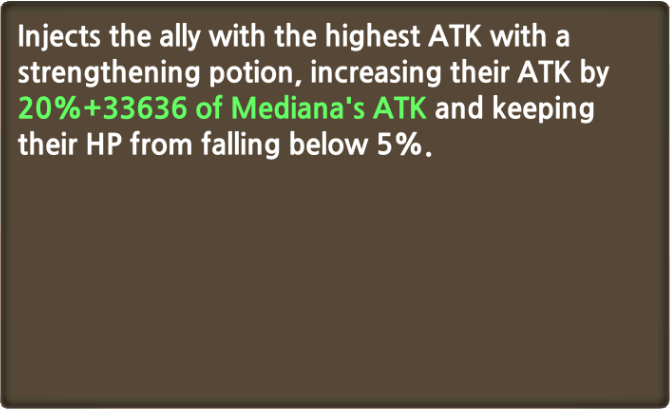 Injects the ally with the highest ATK with a
strengthening potion, increasing their ATK by
20%+33636 of Mediana's ATK and keeping
their HP from falling below 5%.